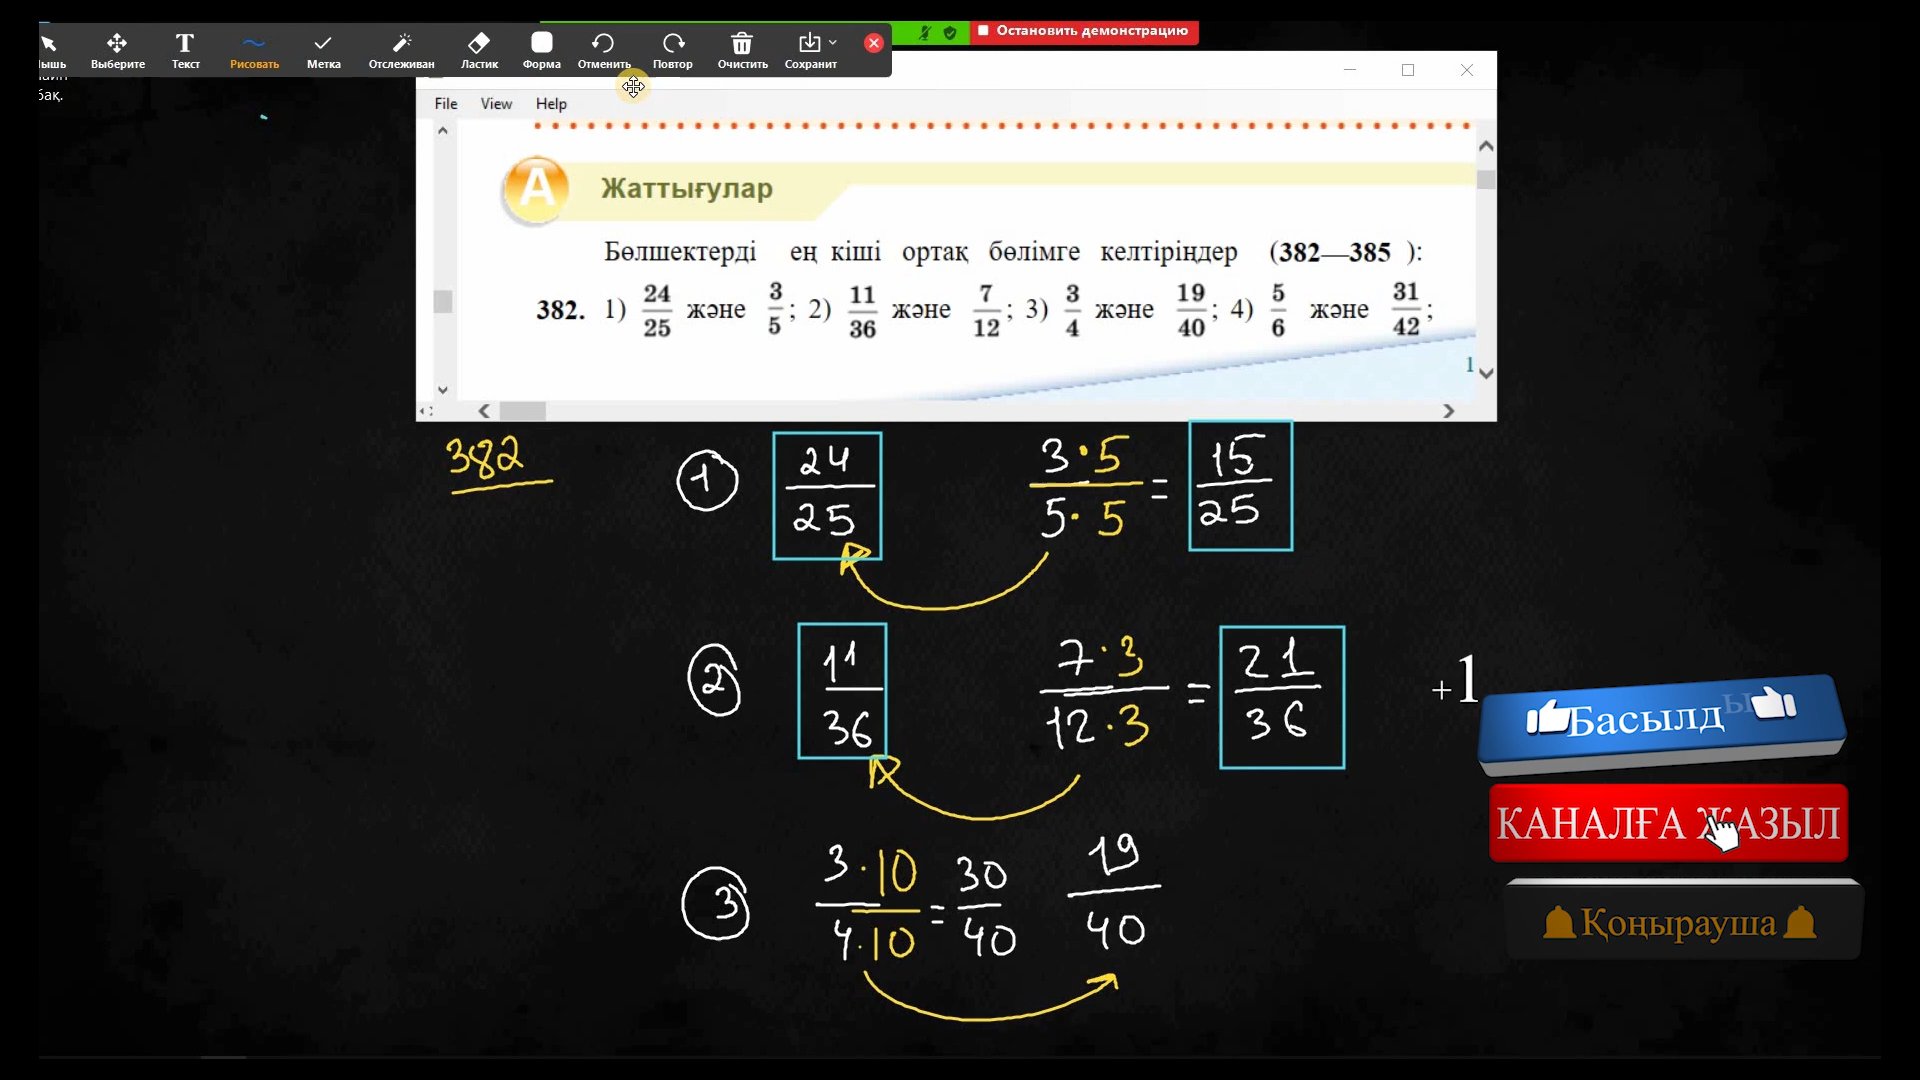 Остановить демонстрацию
Выберите Текст Рисовать Метка Отслеживан Ластик Форма Отменить Повтор Очистить Сохранит
бақ.
File View Help
А Жаттығулар
Бөлшектерді ең кіші ортақ бөлімге келтіріңдер (382—385 ):
382. 1) 24/25 және 3/5; 2) 11/36 және 7/12; 3) 3/4 және 19/40; 4) 5/6 және 31/42;
1
382
1 24/25 3·5/5·5 = 15/25
2 11/36 7·3/12·3 = 21/36
3 3·10/4·10 = 30/40 19/40
+1
Басылды
КАНАЛҒА ЖАЗЫЛ
Қоңырауша